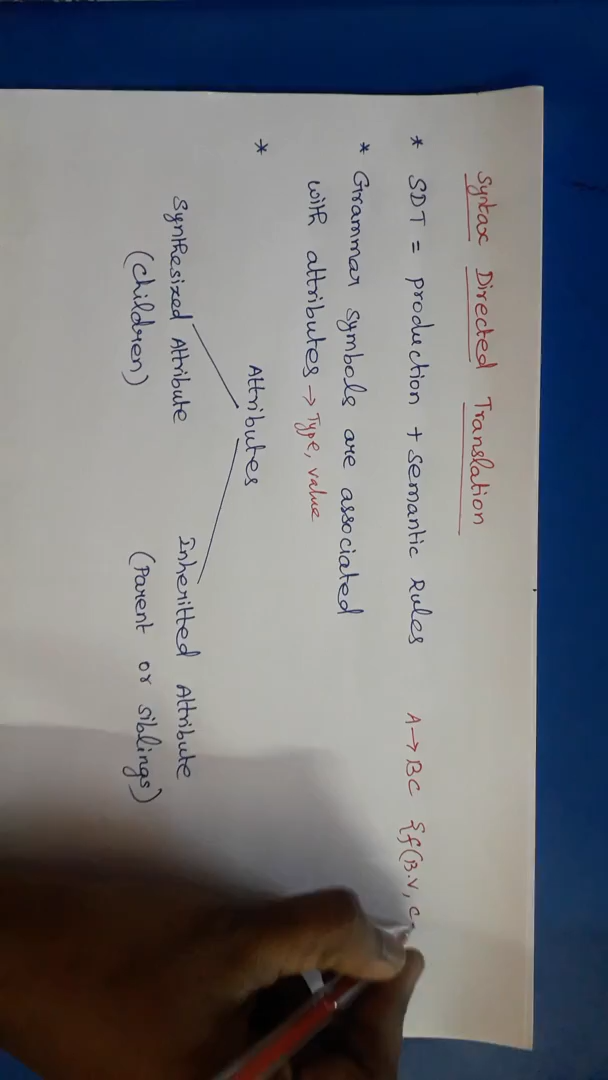 Syntax Directed Translation
* SDT = production + semantic Rules A → BC {f(B.V, C.
* Grammar symbols are associated
with attributes → Type, value
* Attributes
Synthesized Attribute Inheritted Attribute
(children) (Parent or siblings)